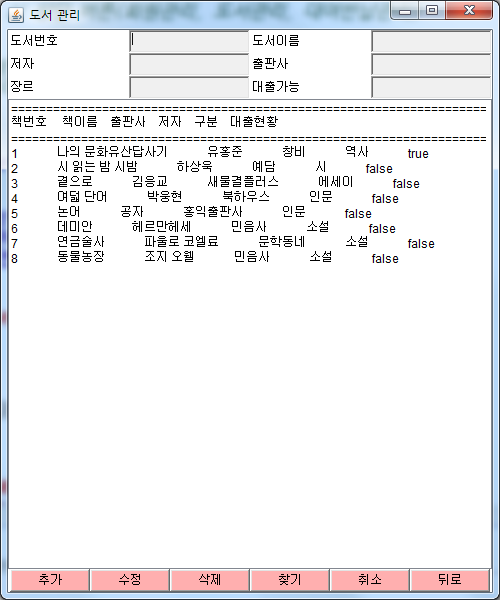 도서 관리
도서번호 도서이름
저자 출판사
장르 대출가능
==================================================================
책번호 책이름 출판사 저자 구분 대출현황
==================================================================
1 나의 문화유산답사기 유홍준 창비 역사 true
2 시 읽는 밤 시밤 하상욱 예담 시 false
3 곁으로 김응교 새물결플러스 에세이 false
4 여덟 단어 박웅현 북하우스 인문 false
5 논어 공자 홍익출판사 인문 false
6 데미안 헤르만헤세 민음사 소설 false
7 연금술사 파울로 코엘료 문학동네 소설 false
8 동물농장 조지 오웰 민음사 소설 false
추가 수정 삭제 찾기 취소 뒤로